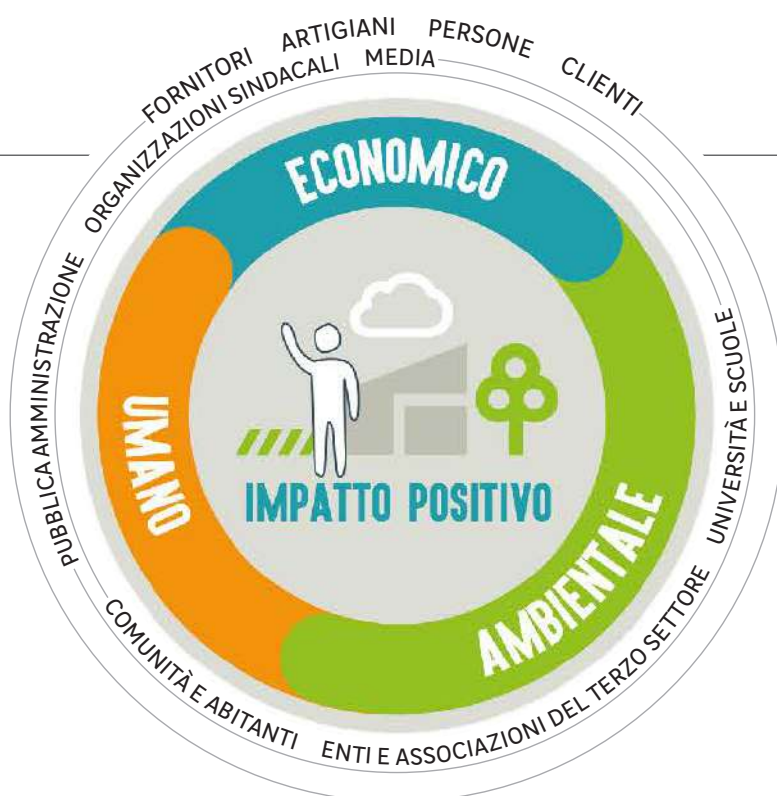 FORNITORI ARTIGIANI PERSONE CLIENTI
ORGANIZZAZIONI SINDACALI MEDIA
PUBBLICA AMMINISTRAZIONE
UNIVERSITÀ E SCUOLE
COMUNITÀ E ABITANTI
ENTI E ASSOCIAZIONI DEL TERZO SETTORE
ECONOMICO
UMANO
AMBIENTALE
IMPATTO POSITIVO